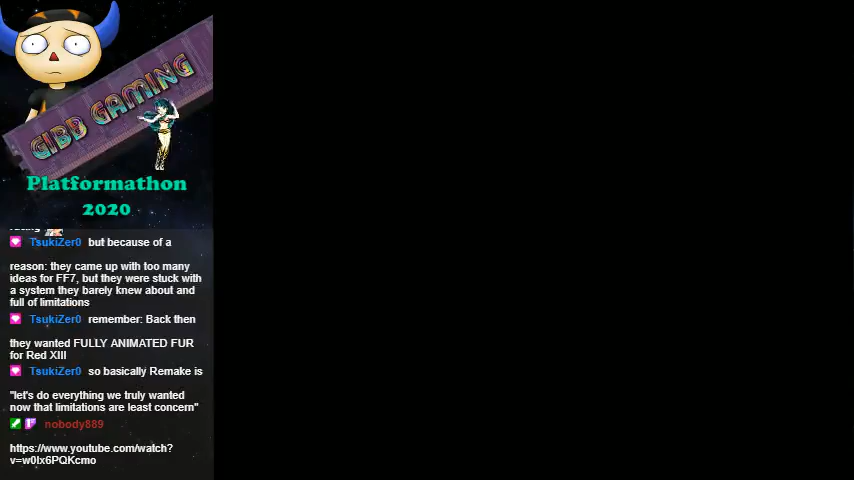 GIBB GAMING
Platformathon
2020
TsukiZer0 but because of a
reason: they came up with too many
ideas for FF7, but they were stuck with
a system they barely knew about and
full of limitations
TsukiZer0 remember: Back then
they wanted FULLY ANIMATED FUR
for Red XIII
TsukiZer0 so basically Remake is
"let's do everything we truly wanted
now that limitations are least concern"
nobody889
https://www.youtube.com/watch?
v=w0Ix6PQKcmo